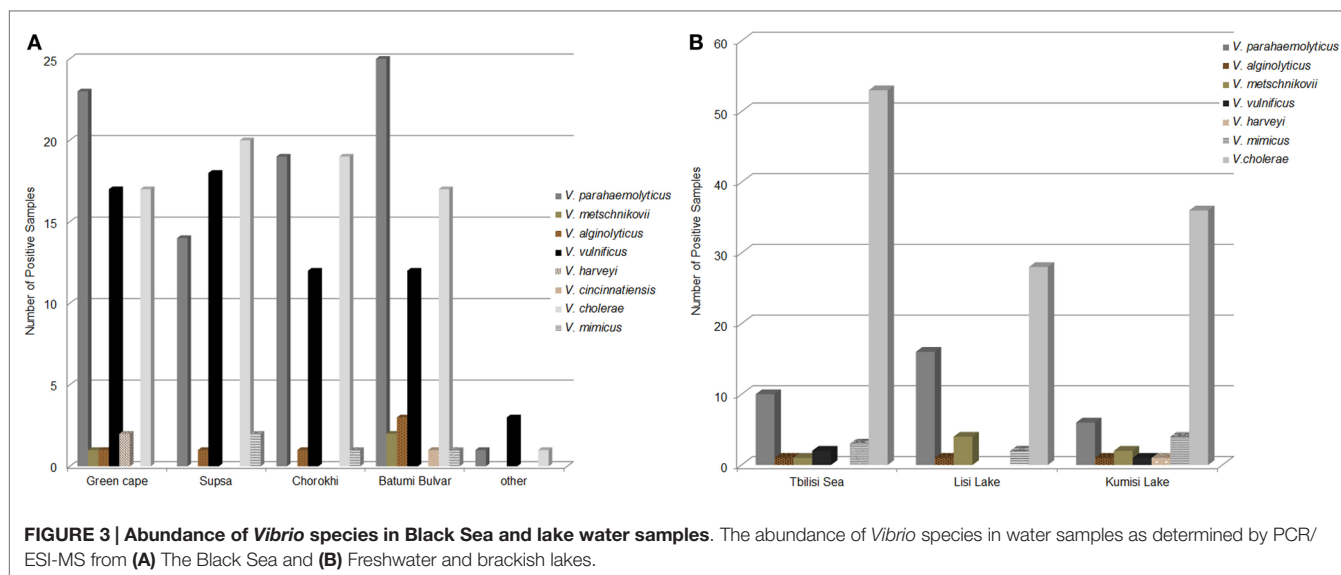 A
25
20
15
10
5
0
Number of Positive Samples
Green cape
Supsa
Chorokhi
Batumi Bulvar
other
V. parahaemolyticus
V. metschnikovii
V. alginolyticus
V. vulnificus
V. harveyi
V. cincinnatiensis
V. cholerae
V. mimicus
B
60
50
40
30
20
10
0
Number of Positive Samples
Tbilisi Sea
Lisi Lake
Kumisi Lake
V. parahaemolyticus
V. alginolyticus
V. metschnikovii
V. vulnificus
V. harveyi
V. mimicus
V.cholerae
FIGURE 3 | Abundance of Vibrio species in Black Sea and lake water samples. The abundance of Vibrio species in water samples as determined by PCR/
ESI-MS from (A) The Black Sea and (B) Freshwater and brackish lakes.